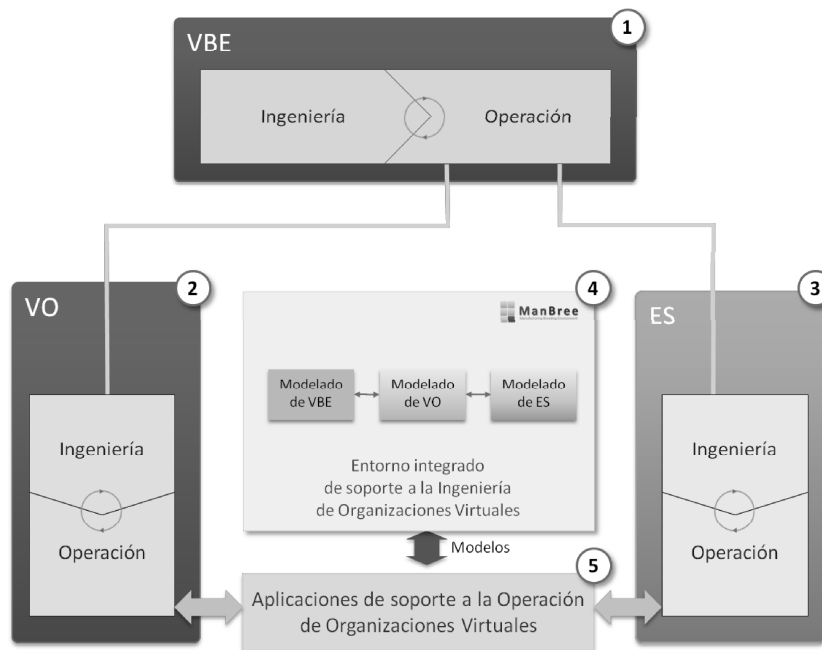 VBE
1
Ingeniería
Operación
VO
2
Ingeniería
Operación
4
ManBree
Modelado
de VBE
Modelado
de VO
Modelado
de ES
Entorno integrado
de soporte a la Ingeniería
de Organizaciones Virtuales
Modelos
5
Aplicaciones de soporte a la Operación
de Organizaciones Virtuales
ES
3
Ingeniería
Operación